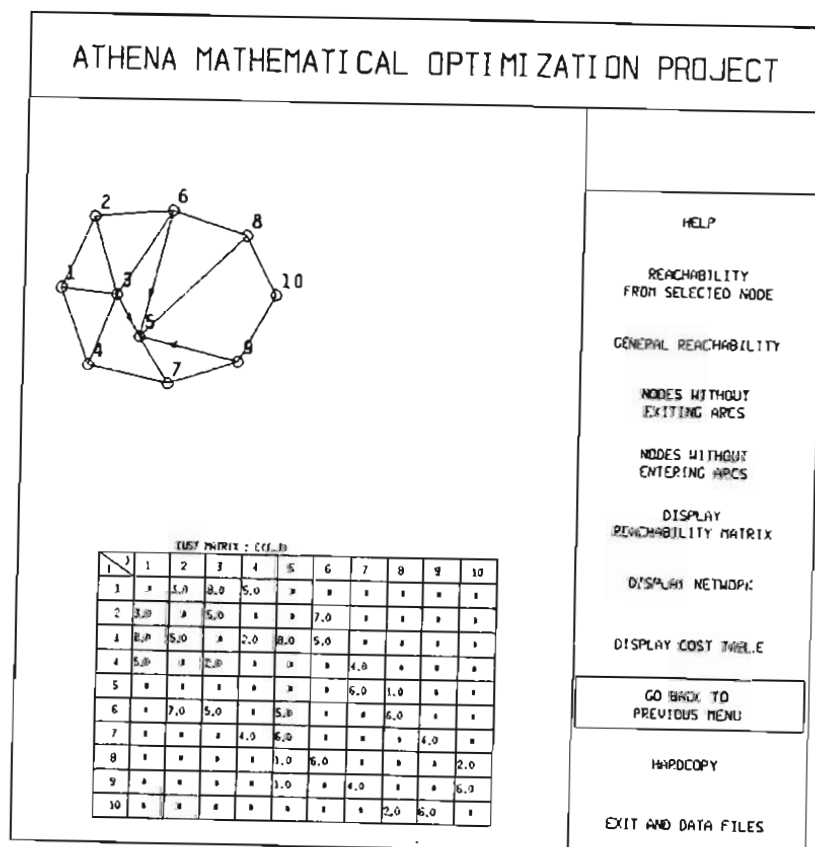 ATHENA MATHEMATICAL OPTIMIZATION PROJECT
2
6
8
1
3
10
5
4
7
9
HELP
REACHABILITY
FROM SELECTED NODE
GENERAL REACHABILITY
NODES WITHOUT
EXITING ARCS
NODES WITHOUT
ENTERING ARCS
DISPLAY
REACHABILITY MATRIX
DISPLAY NETWORK
DISPLAY COST TABLE
GO BACK TO
PREVIOUS MENU
HARDCOPY
EXIT AND DATA FILES
COST MATRIX : C(I,J)
I J 1 2 3 4 5 6 7 8 9 10
1 3.0 8.0 5.0
2 3.0 5.0 7.0
3 8.0 5.0 2.0 8.0 5.0
4 5.0 2.0 4.0
5 6.0 1.0
6 7.0 5.0 5.0 6.0
7 4.0 6.0 4.0
8 1.0 6.0 2.0
9 1.0 4.0 6.0
10 2.0 6.0